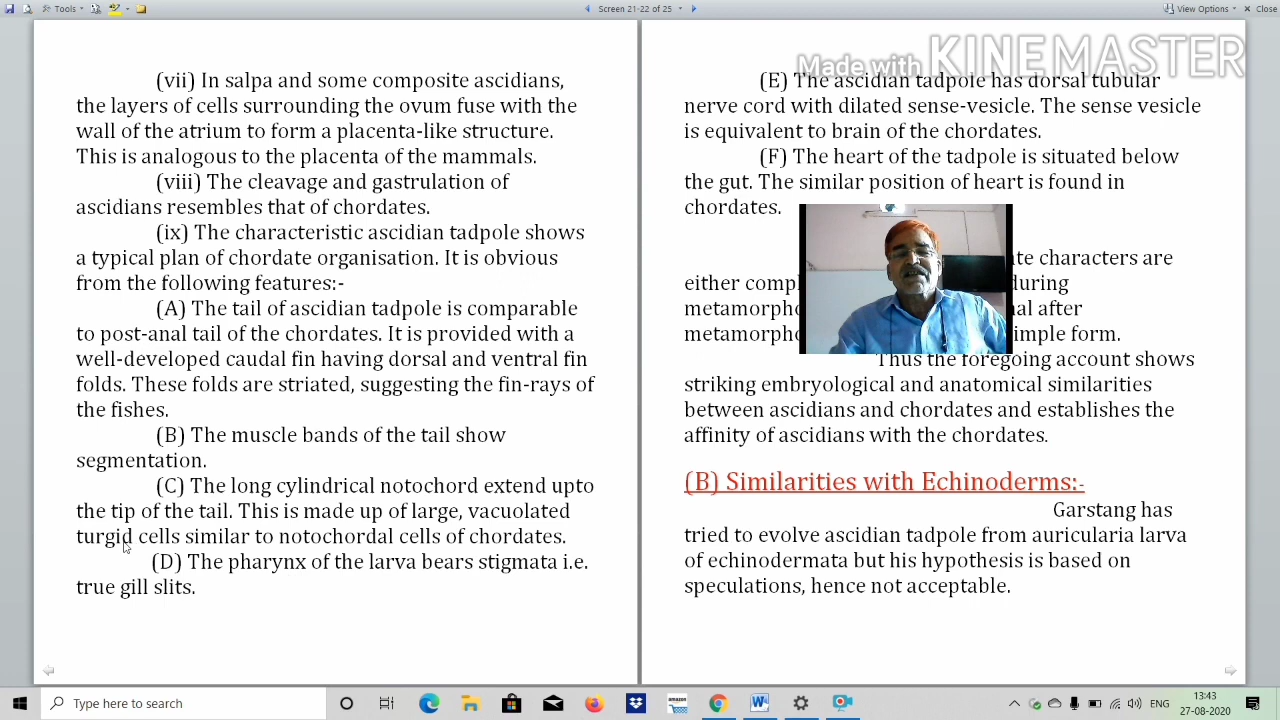 Tools
Screen 21-22 of 25
View Options
Close
Made with KINEMASTER
(vii) In salpa and some composite ascidians,
the layers of cells surrounding the ovum fuse with the
wall of the atrium to form a placenta-like structure.
This is analogous to the placenta of the mammals.
(viii) The cleavage and gastrulation of
ascidians resembles that of chordates.
(ix) The characteristic ascidian tadpole shows
a typical plan of chordate organisation. It is obvious
from the following features:-
(A) The tail of ascidian tadpole is comparable
to post-anal tail of the chordates. It is provided with a
well-developed caudal fin having dorsal and ventral fin
folds. These folds are striated, suggesting the fin-rays of
the fishes.
(B) The muscle bands of the tail show
segmentation.
(C) The long cylindrical notochord extend upto
the tip of the tail. This is made up of large, vacuolated
turgid cells similar to notochordal cells of chordates.
(D) The pharynx of the larva bears stigmata i.e.
true gill slits.
(E) The ascidian tadpole has dorsal tubular
nerve cord with dilated sense-vesicle. The sense vesicle
is equivalent to brain of the chordates.
(F) The heart of the tadpole is situated below
the gut. The similar position of heart is found in
chordates.
characters are
either during
after
simple form.
Thus the foregoing account shows
striking embryological and anatomical similarities
between ascidians and chordates and establishes the
affinity of ascidians with the chordates.
(B) Similarities with Echinoderms:-
Garstang has
tried to evolve ascidian tadpole from auricularia larva
of echinodermata but his hypothesis is based on
speculations, hence not acceptable.
Type here to search
amazon
ENG
13:43
27-08-2020